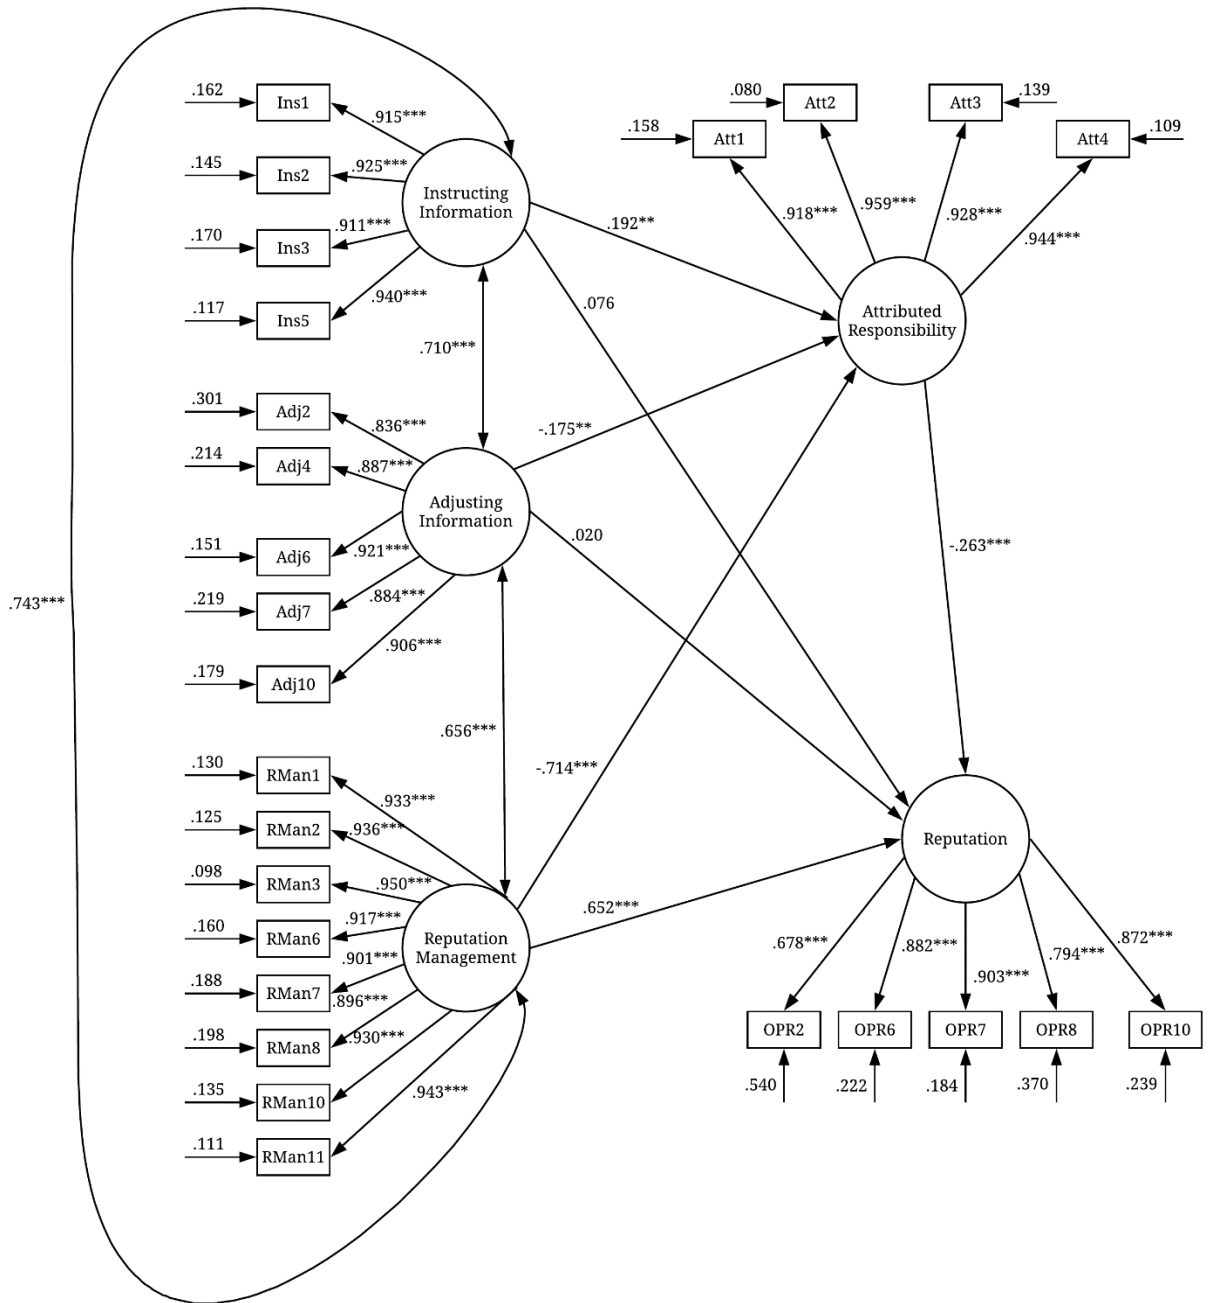 .162
Ins1
.915***
.145
Ins2
.925***
.170
Ins3
.911***
.117
Ins5
.940***
Instructing
Information
.710***
.743***
.301
Adj2
.836***
.214
Adj4
.887***
.151
Adj6
.921***
.219
Adj7
.884***
.179
Adj10
.906***
Adjusting
Information
.656***
.130
RMan1
.933***
.125
RMan2
.936***
.098
RMan3
.950***
.160
RMan6
.917***
.188
RMan7
.901***
.198
RMan8
.896***
.135
RMan10
.930***
.111
RMan11
.943***
Reputation
Management
.192**
.076
-.175**
.020
-.714***
.652***
.158
Att1
.918***
.080
Att2
.959***
.139
Att3
.928***
.109
Att4
.944***
Attributed
Responsibility
-.263***
Reputation
.678***
.882***
.903***
.794***
.872***
OPR2
OPR6
OPR7
OPR8
OPR10
.540
.222
.184
.370
.239